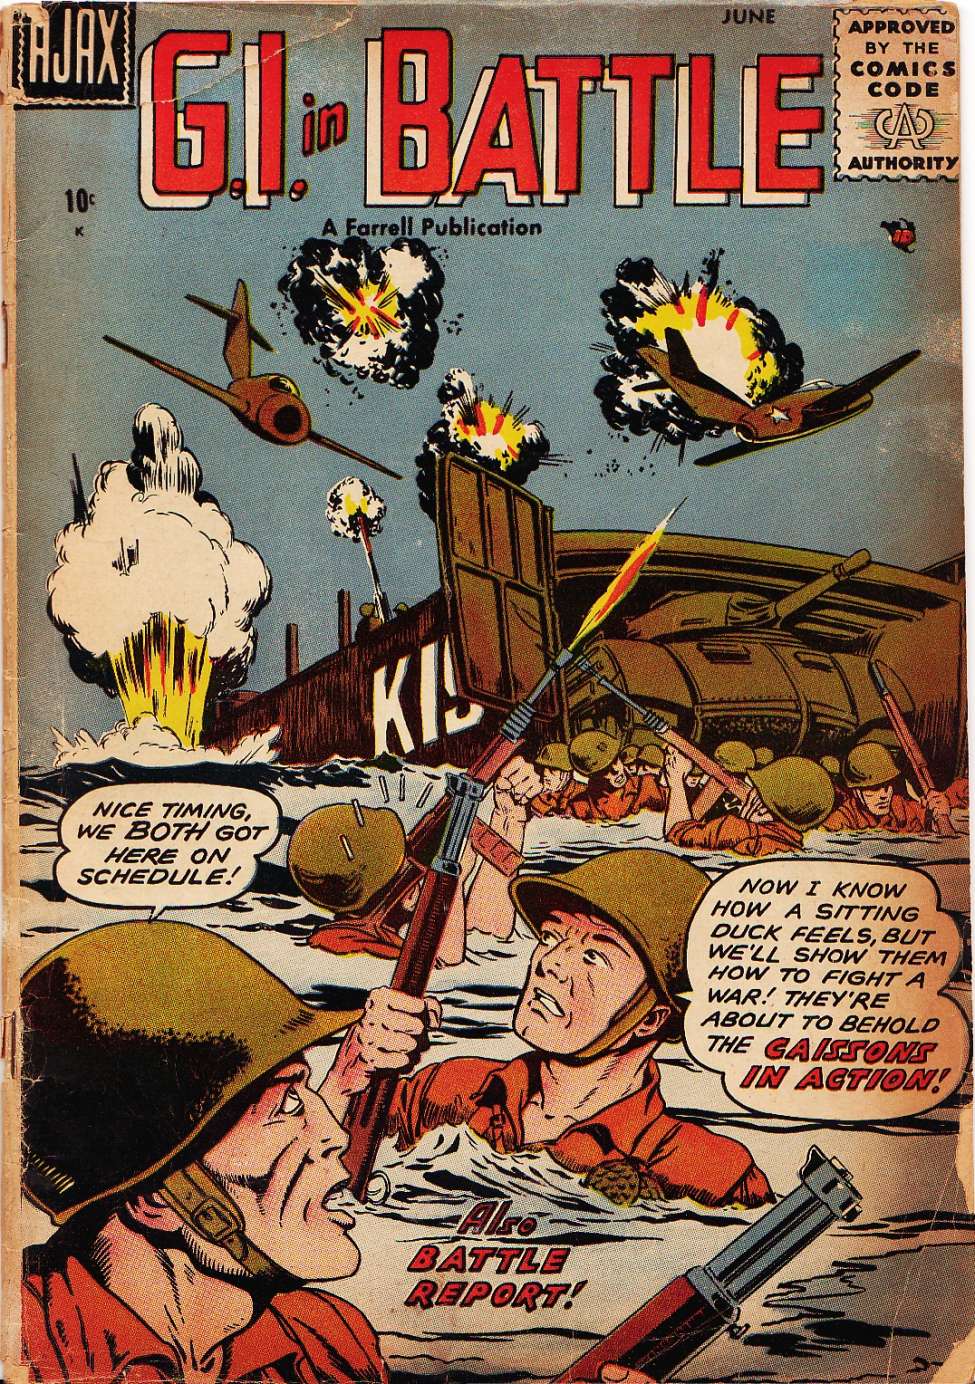 AJAX
G.I. in BATTLE
JUNE
APPROVED
BY THE
COMICS
CODE
CA
AUTHORITY
10¢
K
A Farrell Publication
K15
NICE TIMING,
WE BOTH GOT
HERE ON
SCHEDULE!
NOW I KNOW
HOW A SITTING
DUCK FEELS, BUT
WE'LL SHOW THEM
HOW TO FIGHT A
WAR! THEY'RE
ABOUT TO BEHOLD
THE CAISSONS
IN ACTION!
Also
BATTLE
REPORT!